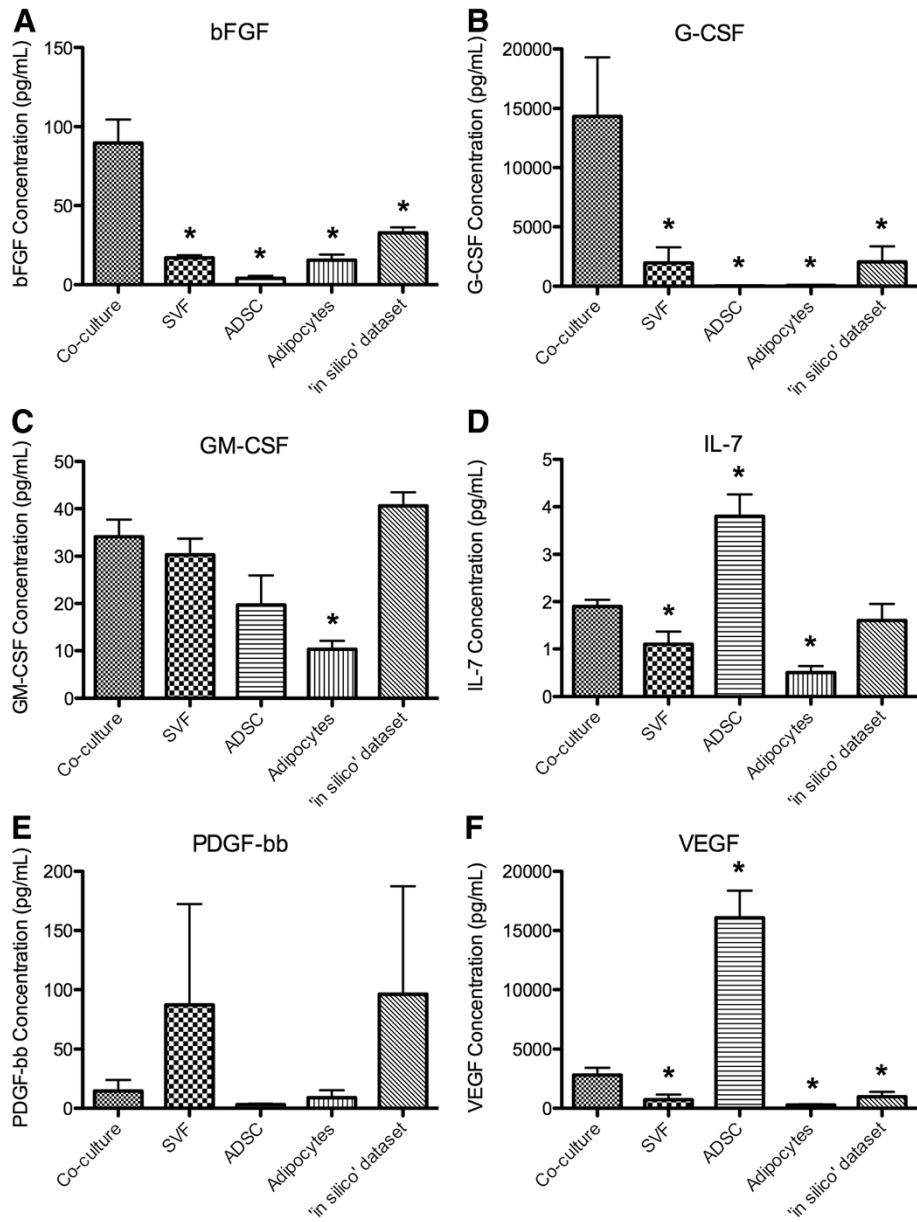 A
bFGF
bFGF Concentration (pg/mL)
150
100
50
0
*
*
*
*
Co-culture
SVF
ADSC
Adipocytes
'in silico' dataset
B
G-CSF
G-CSF Concentration (pg/mL)
20000
15000
10000
5000
0
*
*
*
*
Co-culture
SVF
ADSC
Adipocytes
'in silico' dataset
C
GM-CSF
GM-CSF Concentration (pg/mL)
50
40
30
20
10
0
*
Co-culture
SVF
ADSC
Adipocytes
'in silico' dataset
D
IL-7
IL-7 Concentration (pg/mL)
5
4
3
2
1
0
*
*
*
Co-culture
SVF
ADSC
Adipocytes
'in silico' dataset
E
PDGF-bb
PDGF-bb Concentration (pg/mL)
200
150
100
50
0
Co-culture
SVF
ADSC
Adipocytes
'in silico' dataset
F
VEGF
VEGF Concentration (pg/mL)
20000
15000
10000
5000
0
*
*
*
*
Co-culture
SVF
ADSC
Adipocytes
'in silico' dataset